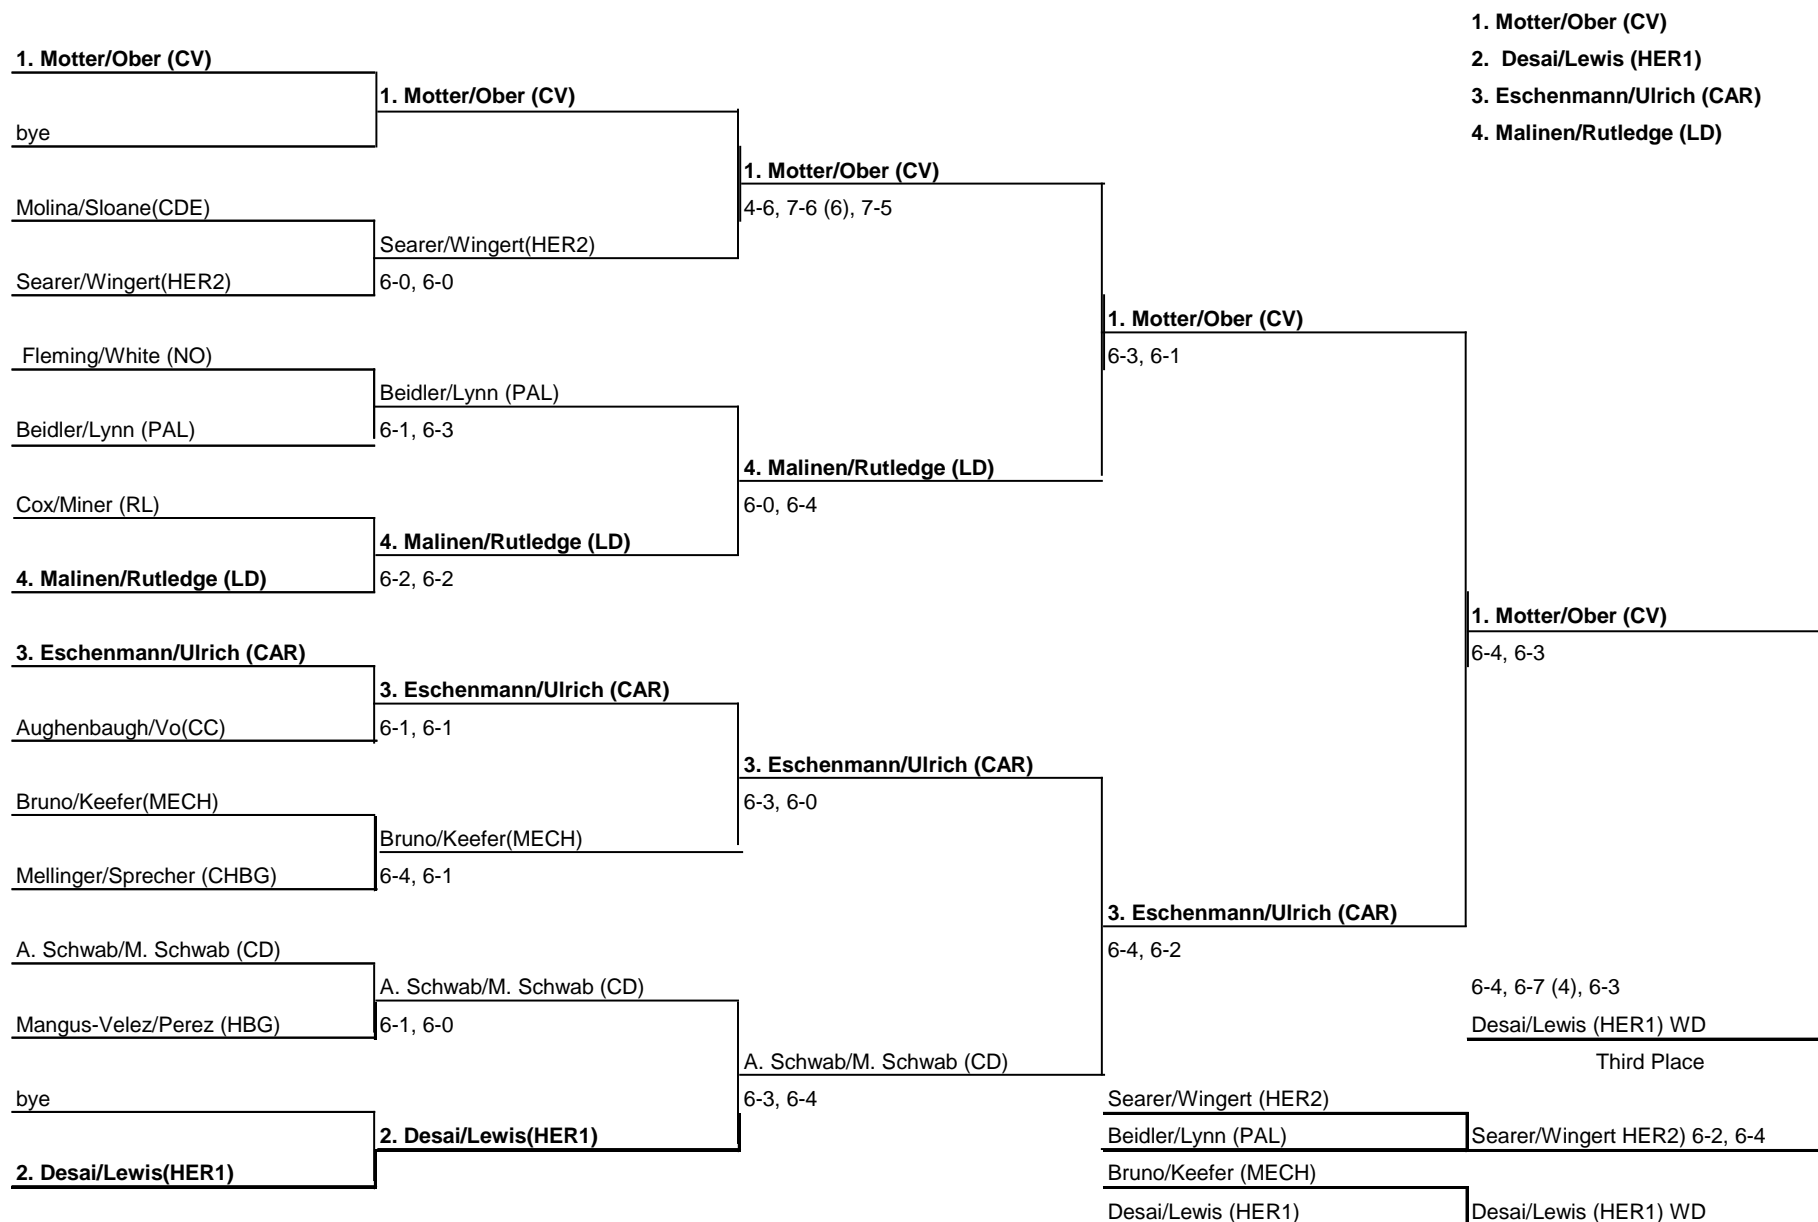 1. Motter/Ober (CV)
2. Desai/Lewis (HER1)
3. Eschenmann/Ulrich (CAR)
4. Malinen/Rutledge (LD)
1. Motter/Ober (CV)
bye
Molina/Sloane(CDE)
Searer/Wingert(HER2)
Fleming/White (NO)
Beidler/Lynn (PAL)
Cox/Miner (RL)
4. Malinen/Rutledge (LD)
3. Eschenmann/Ulrich (CAR)
Aughenbaugh/Vo(CC)
Bruno/Keefer(MECH)
Mellinger/Sprecher (CHBG)
A. Schwab/M. Schwab (CD)
Mangus-Velez/Perez (HBG)
bye
2. Desai/Lewis(HER1)
1. Motter/Ober (CV)
Searer/Wingert(HER2)
6-0, 6-0
Beidler/Lynn (PAL)
6-1, 6-3
4. Malinen/Rutledge (LD)
6-2, 6-2
3. Eschenmann/Ulrich (CAR)
6-1, 6-1
Bruno/Keefer(MECH)
6-4, 6-1
A. Schwab/M. Schwab (CD)
6-1, 6-0
2. Desai/Lewis(HER1)
1. Motter/Ober (CV)
4-6, 7-6 (6), 7-5
4. Malinen/Rutledge (LD)
6-0, 6-4
3. Eschenmann/Ulrich (CAR)
6-3, 6-0
A. Schwab/M. Schwab (CD)
6-3, 6-4
1. Motter/Ober (CV)
6-3, 6-1
3. Eschenmann/Ulrich (CAR)
6-4, 6-2
1. Motter/Ober (CV)
6-4, 6-3
6-4, 6-7 (4), 6-3
Desai/Lewis (HER1) WD
Third Place
Searer/Wingert (HER2)
Beidler/Lynn (PAL)
Searer/Wingert HER2) 6-2, 6-4
Bruno/Keefer (MECH)
Desai/Lewis (HER1)
Desai/Lewis (HER1) WD